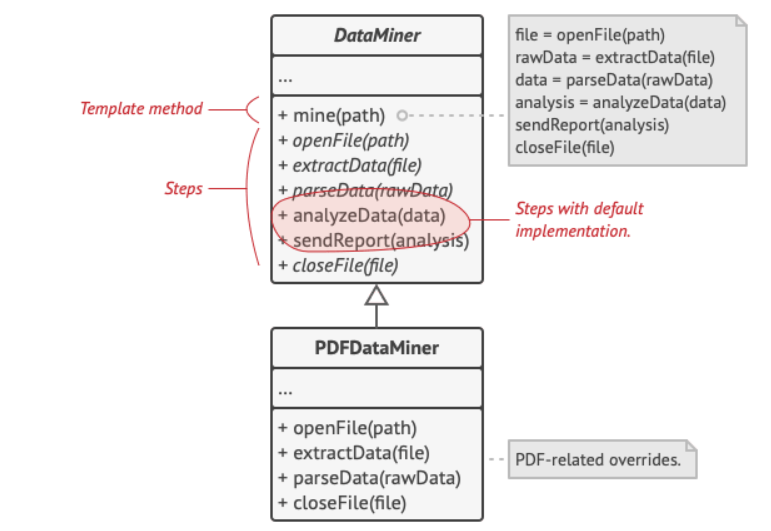 DataMiner
...
Template method
+ mine(path)
Steps
+ openFile(path)
+ extractData(file)
+ parseData(rawData)
+ analyzeData(data)
+ sendReport(analysis)
+ closeFile(file)
file = openFile(path)
rawData = extractData(file)
data = parseData(rawData)
analysis = analyzeData(data)
sendReport(analysis)
closeFile(file)
Steps with default
implementation.
PDFDataMiner
...
+ openFile(path)
+ extractData(file)
+ parseData(rawData)
+ closeFile(file)
PDF-related overrides.